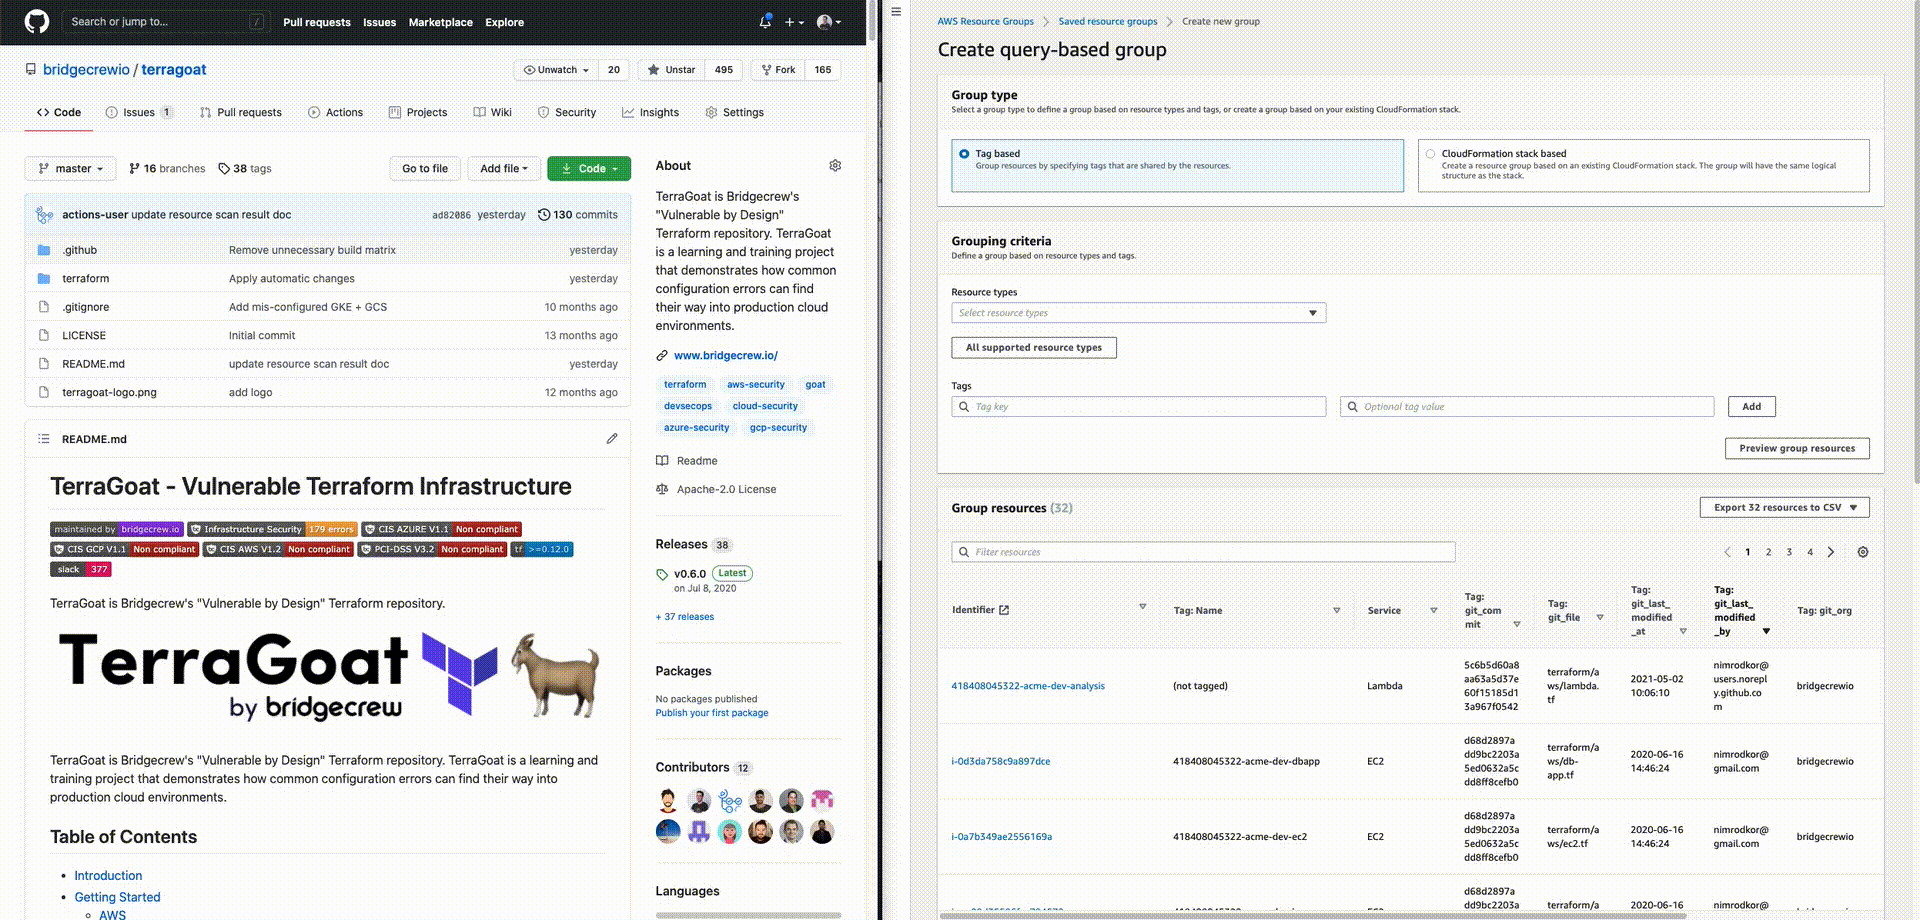 Search or jump to... /
Pull requests Issues Marketplace Explore
bridgecrewio / terragoat
Unwatch 20 Unstar 495 Fork 165
Code Issues 1 Pull requests Actions Projects Wiki Security Insights Settings
master 16 branches 38 tags Go to file Add file Code
actions-user update resource scan result doc ad82086 yesterday 130 commits
.github Remove unnecessary build matrix yesterday
terraform Apply automatic changes yesterday
.gitignore Add mis-configured GKE + GCS 10 months ago
LICENSE Initial commit 13 months ago
README.md update resource scan result doc yesterday
terragoat-logo.png add logo 12 months ago
README.md
TerraGoat - Vulnerable Terraform Infrastructure
maintained by bridgecrew.io Infrastructure Security 179 errors CIS AZURE V1.1 Non compliant
CIS GCP V1.1 Non compliant CIS AWS V1.2 Non compliant PCI-DSS V3.2 Non compliant tf >=0.12.0
slack 377
TerraGoat is Bridgecrew's "Vulnerable by Design" Terraform repository.
TerraGoat
by bridgecrew
TerraGoat is Bridgecrew's "Vulnerable by Design" Terraform repository. TerraGoat is a learning and
training project that demonstrates how common configuration errors can find their way into
production cloud environments.
Table of Contents
Introduction
Getting Started
AWS
About
TerraGoat is Bridgecrew's
"Vulnerable by Design"
Terraform repository. TerraGoat
is a learning and training project
that demonstrates how common
configuration errors can find
their way into production cloud
environments.
www.bridgecrew.io/
terraform aws-security goat
devsecops cloud-security
azure-security gcp-security
Readme
Apache-2.0 License
Releases 38
v0.6.0 Latest
on Jul 8, 2020
+ 37 releases
Packages
No packages published
Publish your first package
Contributors 12
Languages
AWS Resource Groups Saved resource groups Create new group
Create query-based group
Group type
Select a group type to define a group based on resource types and tags, or create a group based on your existing CloudFormation stack.
Tag based
Group resources by specifying tags that are shared by the resources.
CloudFormation stack based
Create a resource group based on an existing CloudFormation stack. The group will have the same logical
structure as the stack.
Grouping criteria
Define a group based on resource types and tags.
Resource types
Select resource types
All supported resource types
Tags
Tag key Optional tag value Add
Preview group resources
Group resources (32) Export 32 resources to CSV
Filter resources 1 2 3 4
Identifier Tag: Name Service Tag: git_commit Tag: git_file Tag: git_last_modified_at Tag: git_last_modified_by Tag: git_org
418408045322-acme-dev-analysis (not tagged) Lambda 5c6b5d60a8aa63a5d37e60f15185d13a967f0542 terraform/aws/lambda.tf 2021-05-02 10:06:10 nimrodkor@users.noreply.github.com bridgecrewio
i-0d3da758c9a897dce 418408045322-acme-dev-dbapp EC2 d68d2897add9bc2203a5ed0632a5cdd8ff8cefb0 terraform/aws/db-app.tf 2020-06-16 14:46:24 nimrodkor@gmail.com bridgecrewio
i-0a7b349ae2556169a 418408045322-acme-dev-ec2 EC2 d68d2897add9bc2203a5ed0632a5cdd8ff8cefb0 terraform/aws/ec2.tf 2020-06-16 14:46:24 nimrodkor@gmail.com bridgecrewio
d68d2897a
dd9bc2203a terraform/a 2020-06-16 nimrodkor@